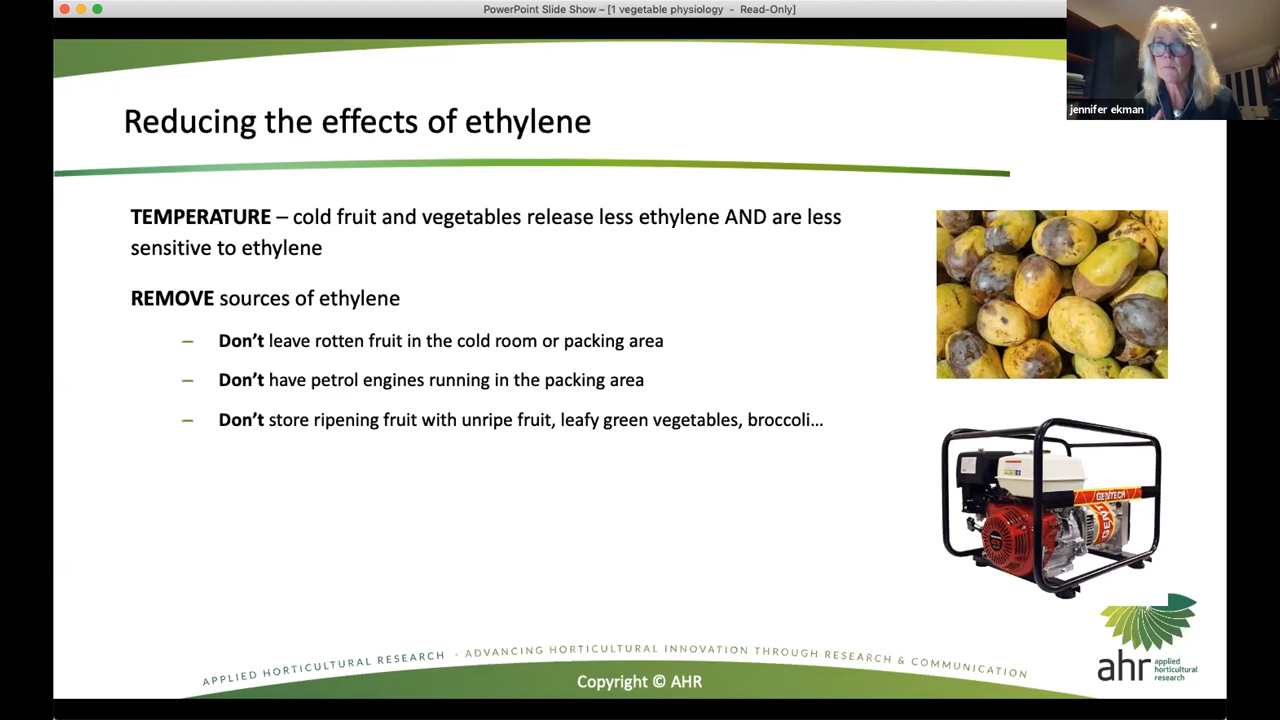 PowerPoint Slide Show – [1 vegetable physiology - Read-Only]
jennifer ekman
Reducing the effects of ethylene
TEMPERATURE – cold fruit and vegetables release less ethylene AND are less
sensitive to ethylene
REMOVE sources of ethylene
– Don't leave rotten fruit in the cold room or packing area
– Don't have petrol engines running in the packing area
– Don't store ripening fruit with unripe fruit, leafy green vegetables, broccoli...
GENTECH
GENT
APPLIED HORTICULTURAL RESEARCH - ADVANCING HORTICULTURAL INNOVATION THROUGH RESEARCH & COMMUNICATION
Copyright © AHR
ahr applied
horticultural
research